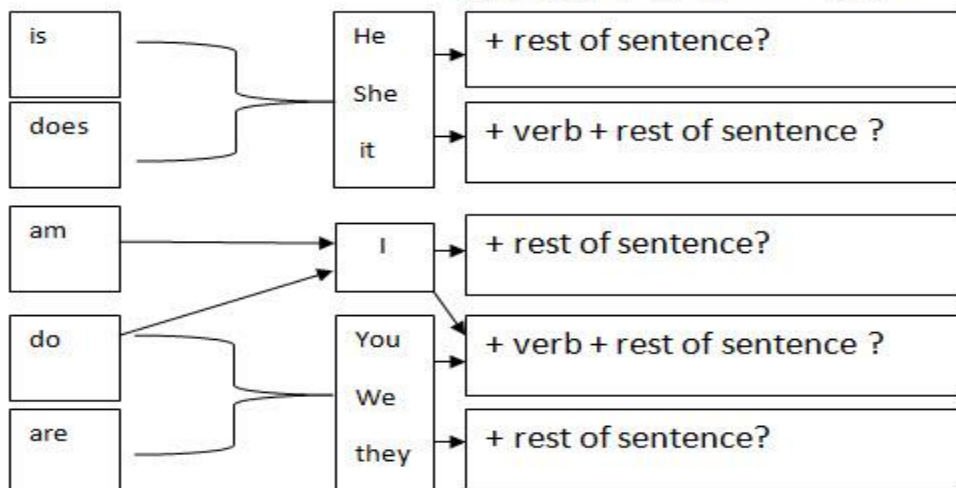 is
He
+ rest of sentence?
She
does
+ verb + rest of sentence ?
it
am
I
+ rest of sentence?
do
You
+ verb + rest of sentence ?
We
are
+ rest of sentence?
they